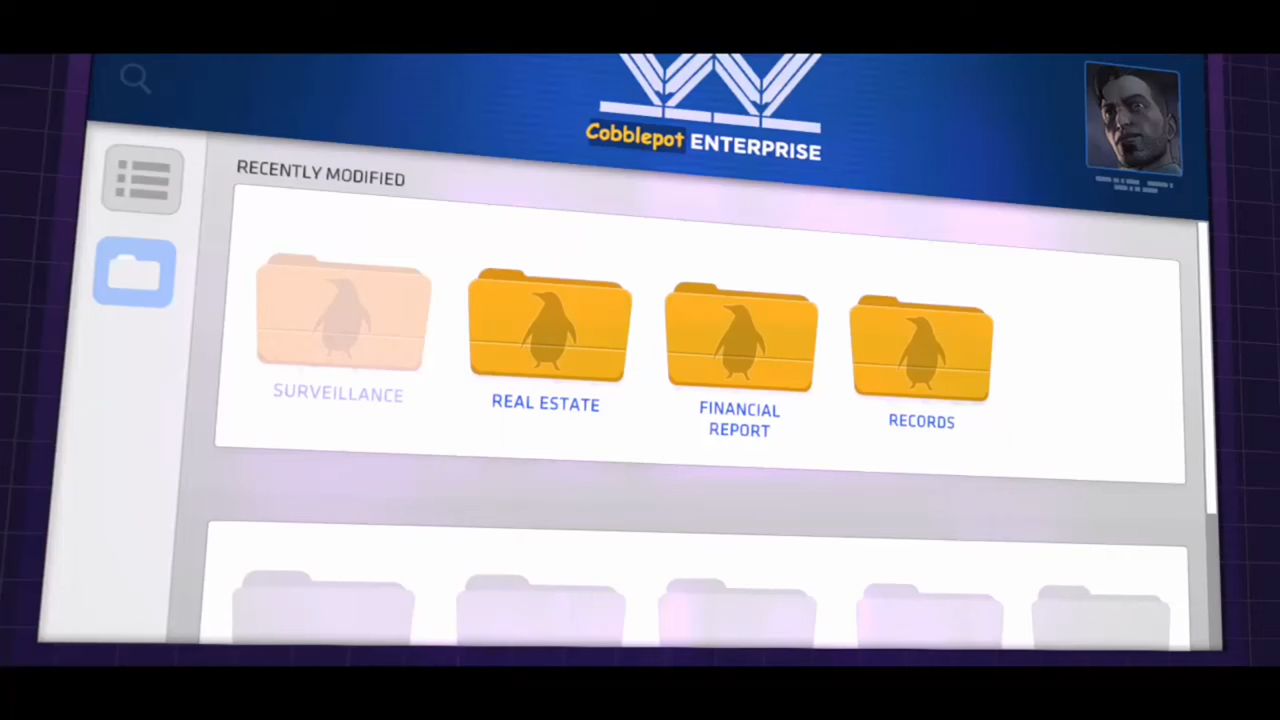 Cobblepot ENTERPRISE
RECENTLY MODIFIED
SURVEILLANCE
REAL ESTATE
FINANCIAL
REPORT
RECORDS